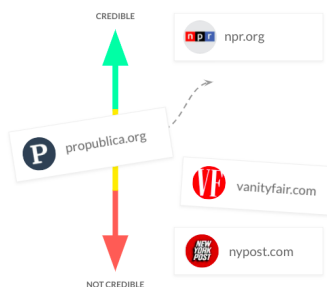 CREDIBLE
npr
npr.org
P
propublica.org
VF
vanityfair.com
NEW
YORK
POST
nypost.com
NOT CREDIBLE